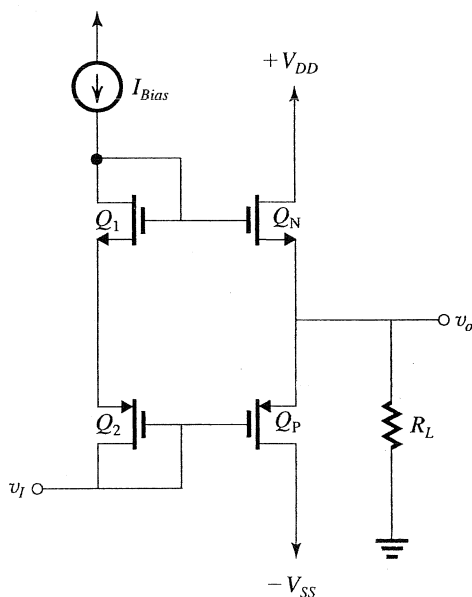 I_Bias
+V_DD
Q_1
Q_N
v_o
Q_2
Q_P
R_L
v_I
−V_SS